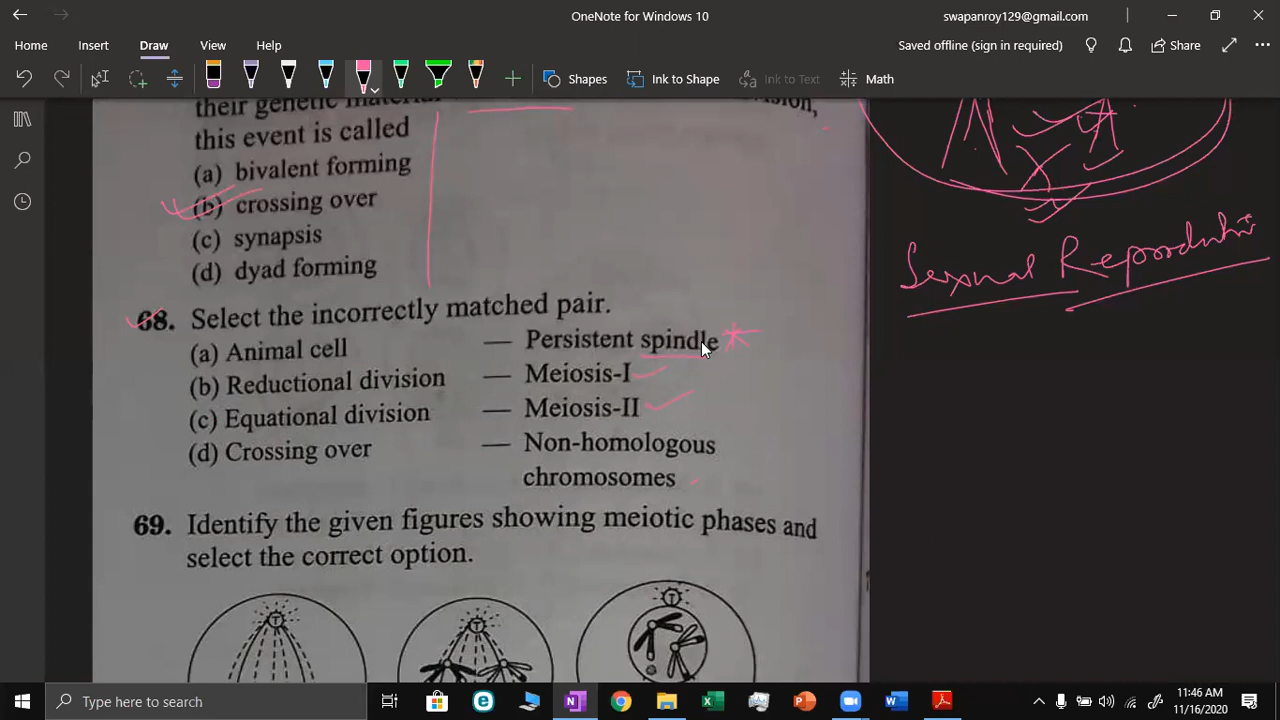 OneNote for Windows 10
swapanroy129@gmail.com
Home Insert Draw View Help
Saved offline (sign in required)
Share
Shapes
Ink to Shape
Ink to Text
Math
their genetic material
this event is called
(a) bivalent forming
(b) crossing over
(c) synapsis
(d) dyad forming
Sexual Reproduti
68. Select the incorrectly matched pair.
(a) Animal cell — Persistent spindle
(b) Reductional division — Meiosis-I
(c) Equational division — Meiosis-II
(d) Crossing over — Non-homologous
chromosomes
69. Identify the given figures showing meiotic phases and
select the correct option.
T T T
Type here to search
11:46 AM
11/16/2020